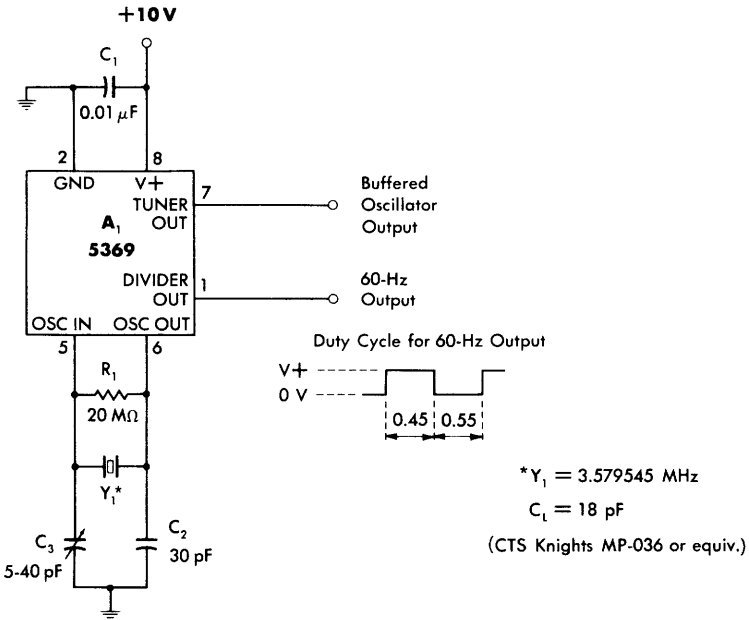 +10 V
C₁
0.01 μF
2
8
GND
V+
TUNER
OUT
7
Buffered
Oscillator
Output
A₁
5369
DIVIDER
OUT
1
60-Hz
Output
OSC IN
OSC OUT
5
6
Duty Cycle for 60-Hz Output
V+
0 V
0.45
0.55
R₁
20 MΩ
Y₁*
C₃
5-40 pF
C₂
30 pF
*Y₁ = 3.579545 MHz
C_L = 18 pF
(CTS Knights MP-036 or equiv.)